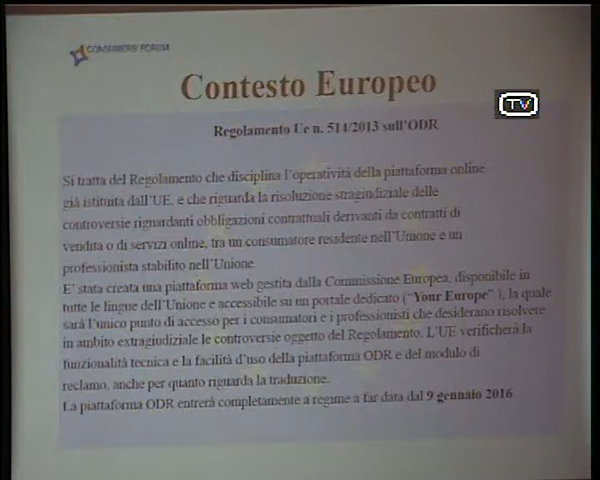 CONSUMERS' FORUM
Contesto Europeo
TV
Regolamento Ue n. 514/2013 sull'ODR
Si tratta del Regolamento che disciplina l'operatività della piattaforma online
già istituita dall'UE, e che riguarda la risoluzione stragindiziale delle
controversie riguardanti obbligazioni contrattuali derivanti da contratti di
vendita o di servizi online, tra un consumatore residente nell'Unione e un
professionista stabilito nell'Unione.
E' stata creata una piattaforma web gestita dalla Commissione Europea, disponibile in
tutte le lingue dell'Unione e accessibile su un portale dedicato ("Your Europe" ), la quale
sarà l'unico punto di accesso per i consumatori e i professionisti che desiderano risolvere
in ambito extragiudiziale le controversie oggetto del Regolamento. L'UE verificherà la
funzionalità tecnica e la facilità d'uso della piattaforma ODR e del modulo di
reclamo, anche per quanto riguarda la traduzione.
La piattaforma ODR entrerà completamente a regime a far data dal 9 gennaio 2016